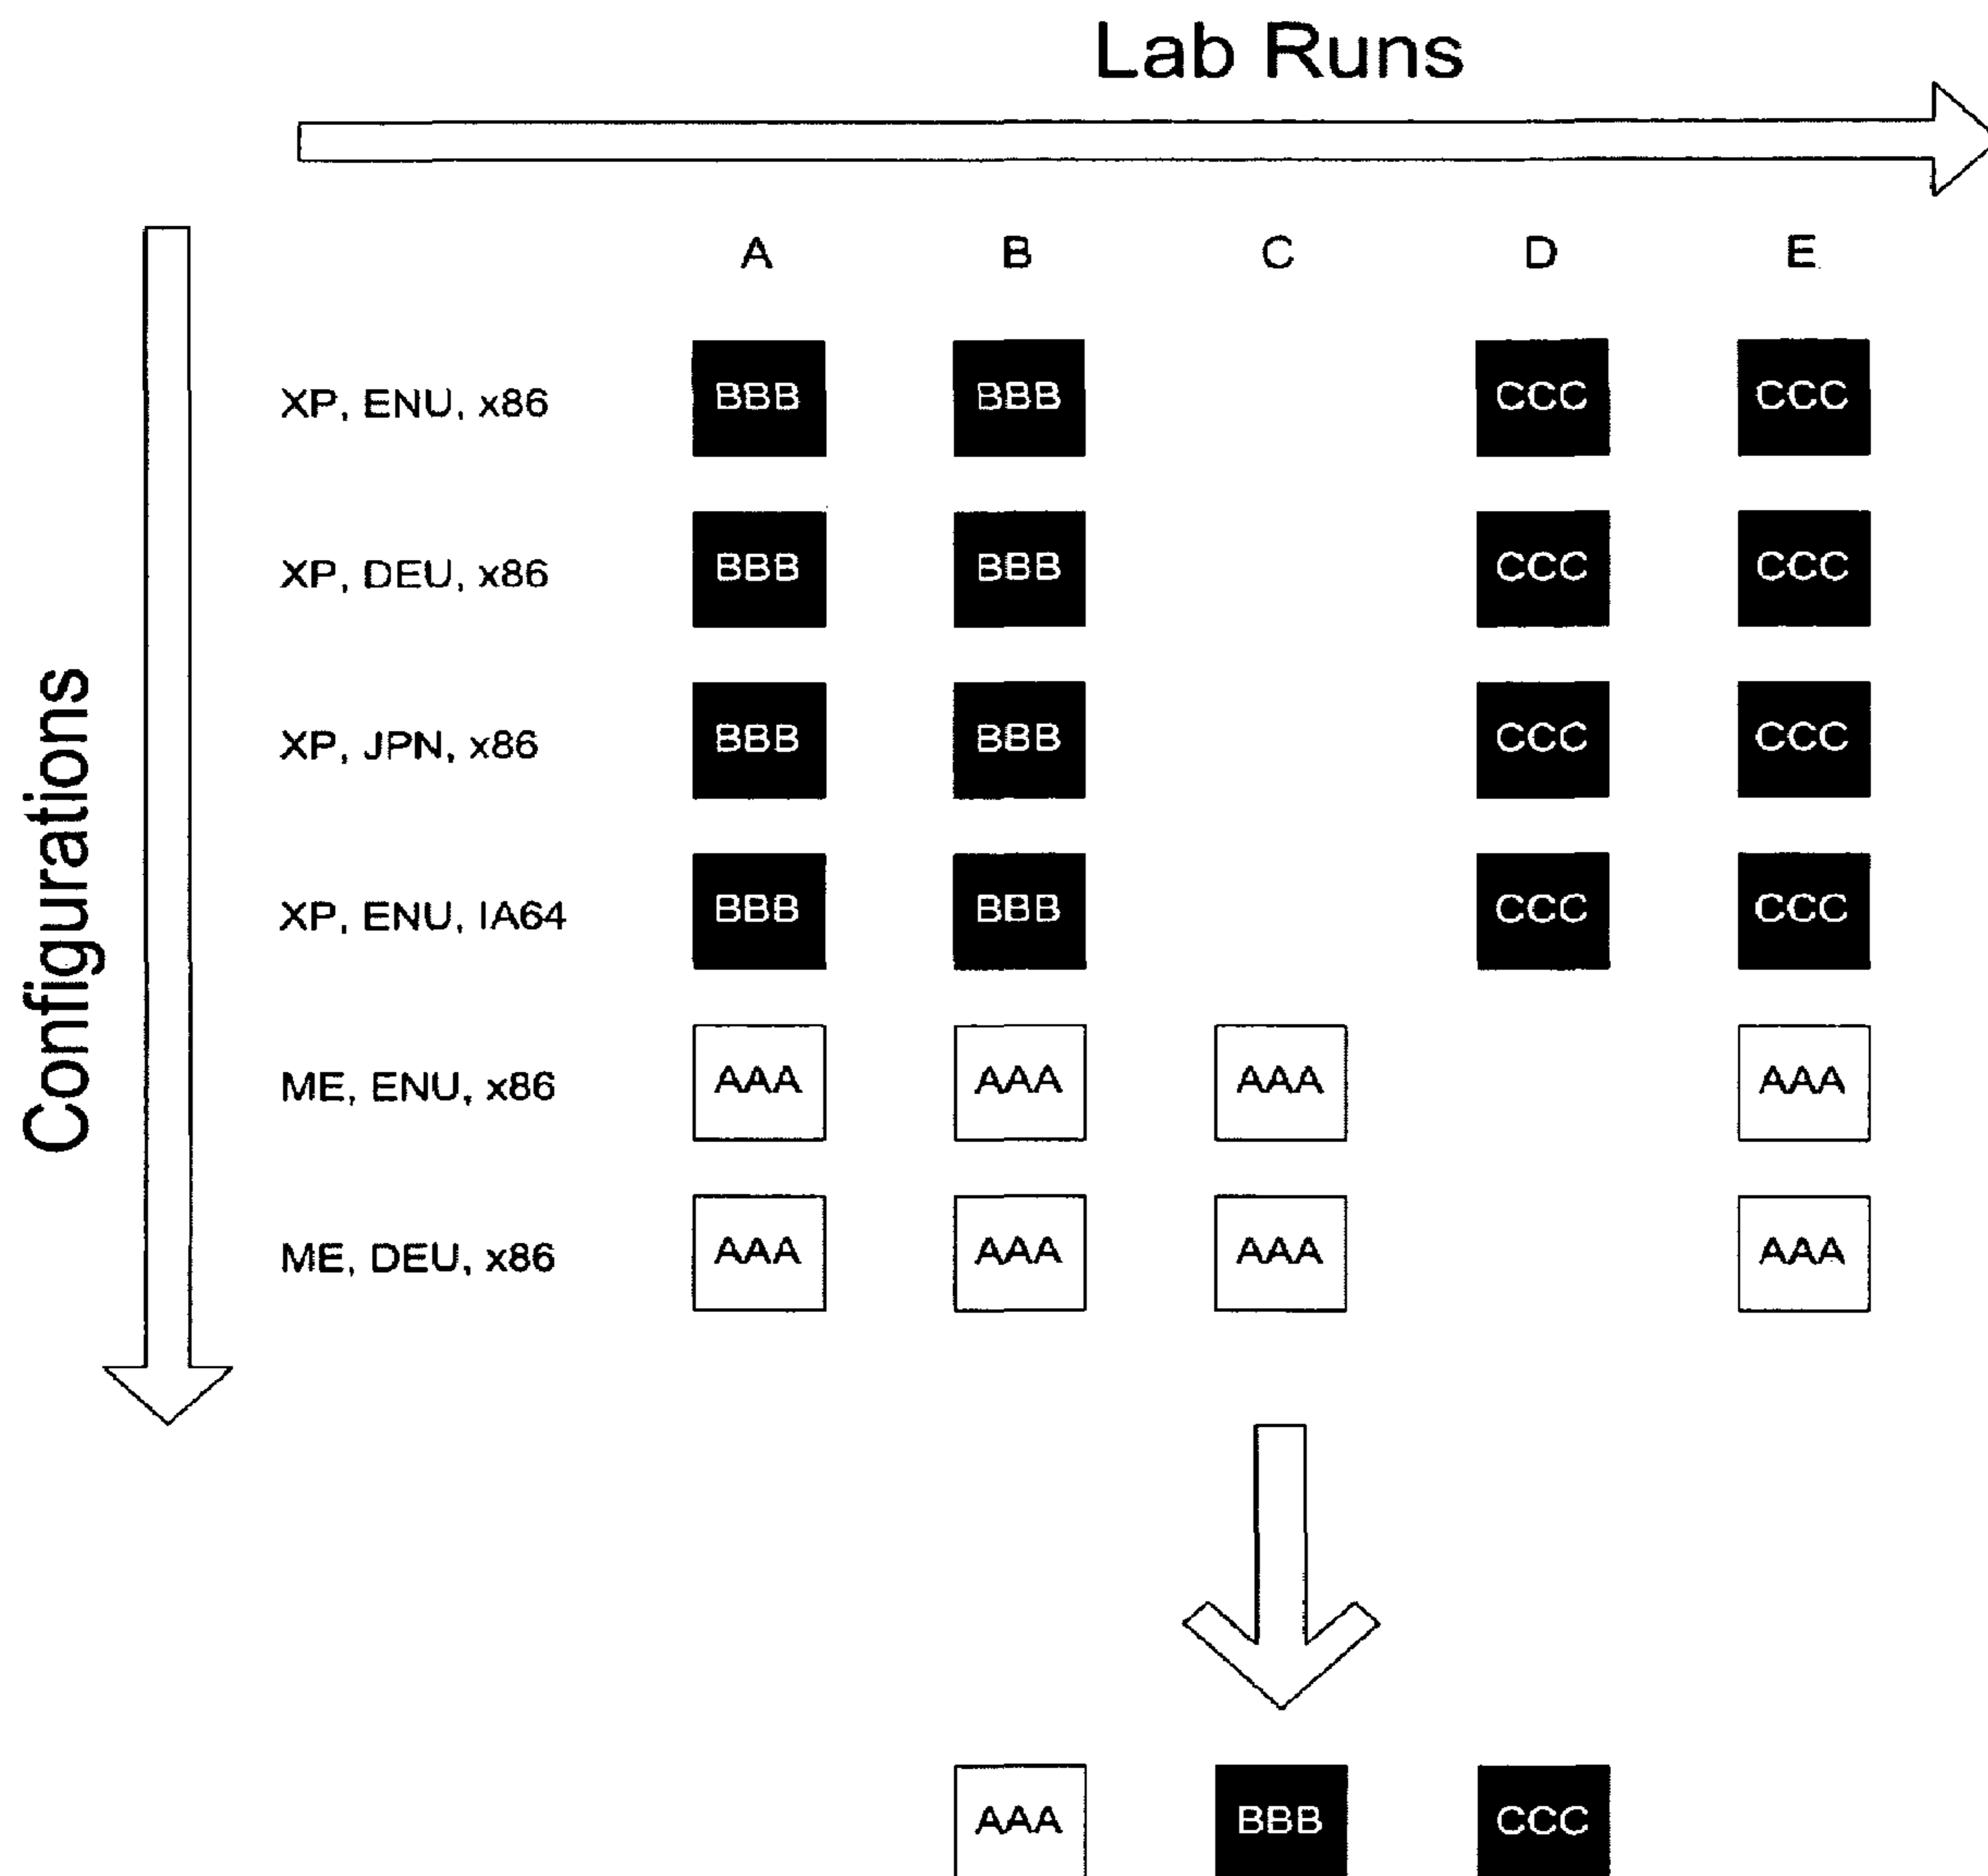 Lab Runs
A B C D E
Configurations
XP, ENU, x86 BBB BBB CCC CCC
XP, DEU, x86 BBB BBB CCC CCC
XP, JPN, x86 BBB BBB CCC CCC
XP, ENU, IA64 BBB BBB CCC CCC
ME, ENU, x86 AAA AAA AAA AAA
ME, DEU, x86 AAA AAA AAA AAA
AAA BBB CCC